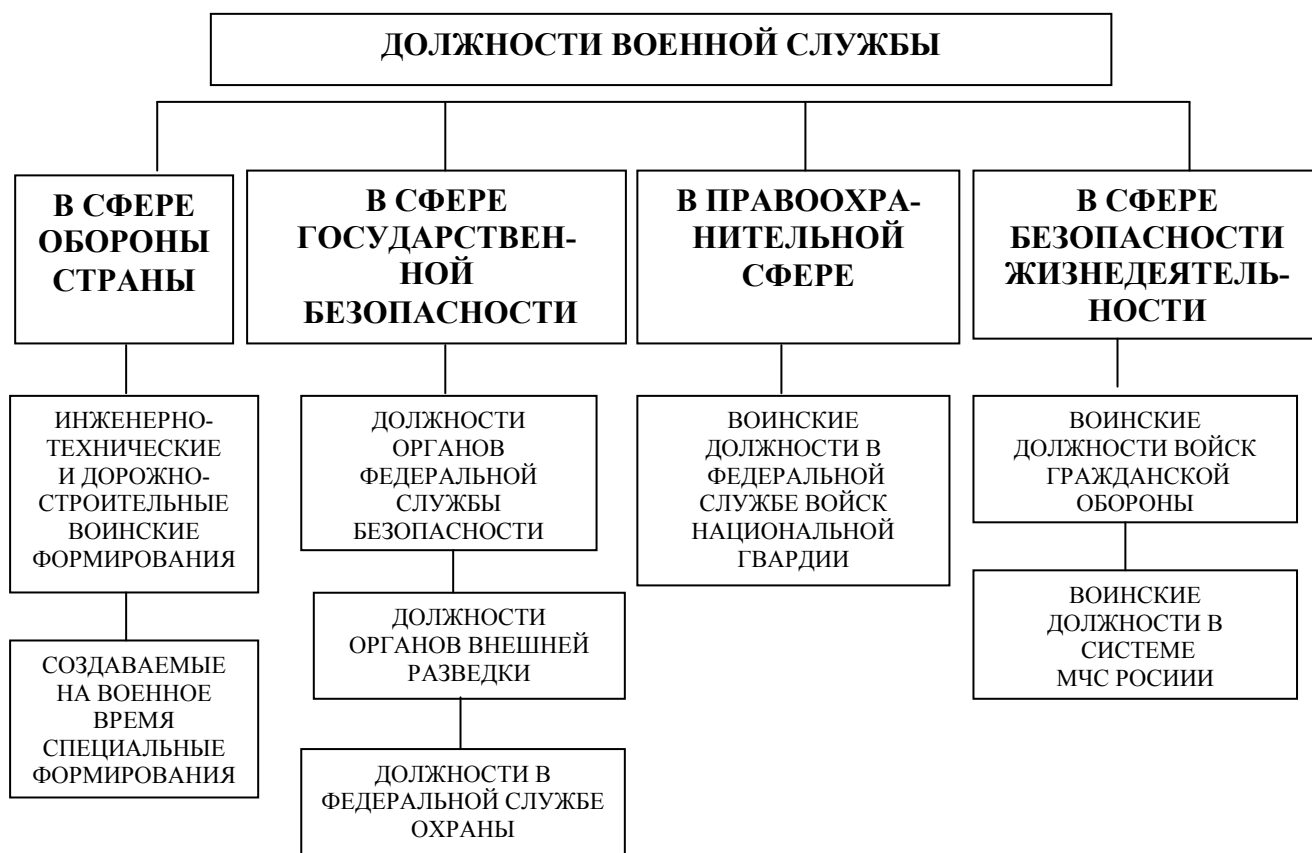 ДОЛЖНОСТИ ВОЕННОЙ СЛУЖБЫ
В СФЕРЕ
ОБОРОНЫ
СТРАНЫ
В СФЕРЕ
ГОСУДАРСТВЕН-
НОЙ
БЕЗОПАСНОСТИ
В ПРАВООХРА-
НИТЕЛЬНОЙ
СФЕРЕ
В СФЕРЕ
БЕЗОПАСНОСТИ
ЖИЗНЕДЕЯТЕЛЬ-
НОСТИ
ИНЖЕНЕРНО-
ТЕХНИЧЕСКИЕ
И ДОРОЖНО-
СТРОИТЕЛЬНЫЕ
ВОИНСКИЕ
ФОРМИРОВАНИЯ
СОЗДАВАЕМЫЕ
НА ВОЕННОЕ
ВРЕМЯ
СПЕЦИАЛЬНЫЕ
ФОРМИРОВАНИЯ
ДОЛЖНОСТИ
ОРГАНОВ
ФЕДЕРАЛЬНОЙ
СЛУЖБЫ
БЕЗОПАСНОСТИ
ДОЛЖНОСТИ
ОРГАНОВ ВНЕШНЕЙ
РАЗВЕДКИ
ДОЛЖНОСТИ В
ФЕДЕРАЛЬНОЙ СЛУЖБЕ
ОХРАНЫ
ВОИНСКИЕ
ДОЛЖНОСТИ В
ФЕДЕРАЛЬНОЙ
СЛУЖБЕ ВОЙСК
НАЦИОНАЛЬНОЙ
ГВАРДИИ
ВОИНСКИЕ
ДОЛЖНОСТИ ВОЙСК
ГРАЖДАНСКОЙ
ОБОРОНЫ
ВОИНСКИЕ
ДОЛЖНОСТИ В
СИСТЕМЕ
МЧС РОСИИИ